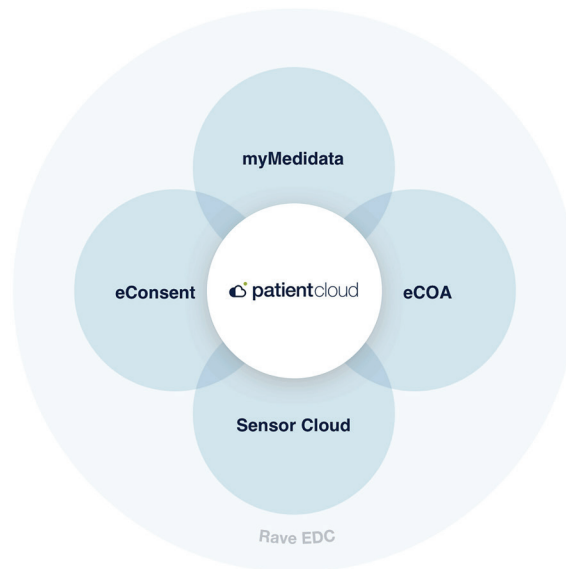 myMedidata
eConsent
patientcloud
eCOA
Sensor Cloud
Rave EDC